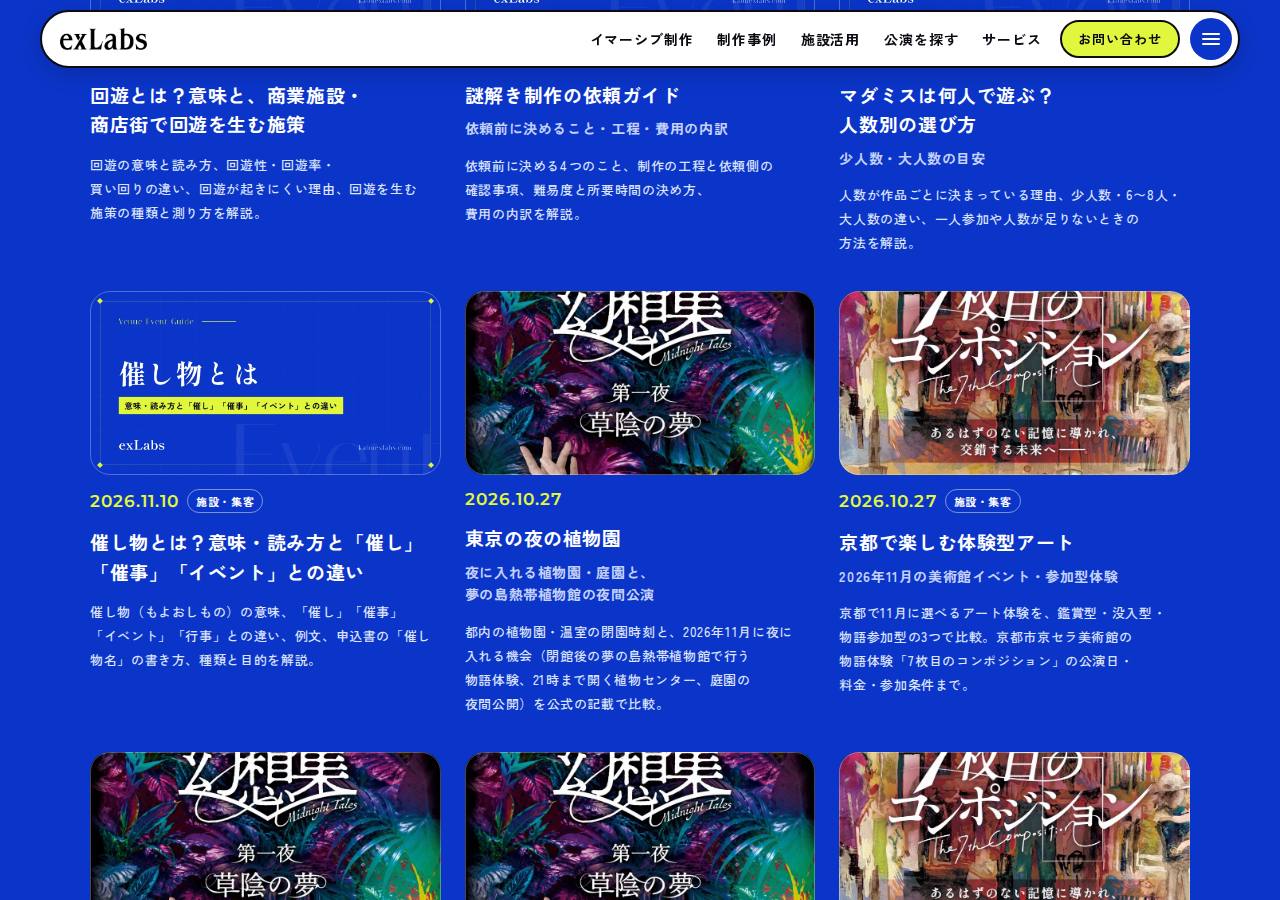 exLabs
イマーシブ制作
制作事例
施設活用
公演を探す
サービス
お問い合わせ
回遊とは？意味と、商業施設・
商店街で回遊を生む施策
回遊の意味と読み方、回遊性・回遊率・
買い回りの違い、回遊が起きにくい理由、回遊を生む
施策の種類と測り方を解説。
謎解き制作の依頼ガイド
依頼前に決めること・工程・費用の内訳
依頼前に決める4つのこと、制作の工程と依頼側の
確認事項、難易度と所要時間の決め方、
費用の内訳を解説。
マダミスは何人で遊ぶ？
人数別の選び方
少人数・大人数の目安
人数が作品ごとに決まっている理由、少人数・6〜8人・
大人数の違い、一人参加や人数が足りないときの
方法を解説。
Venue Event Guide
催し物とは
意味・読み方と「催し」「催事」「イベント」との違い
exLabs
Event
2026.11.10
施設・集客
催し物とは？意味・読み方と「催し」
「催事」「イベント」との違い
催し物（もよおしもの）の意味、「催し」「催事」
「イベント」「行事」との違い、例文、申込書の「催し
物名」の書き方、種類と目的を解説。
幻想集
Midnight Tales
第一夜
草陰の夢
2026.10.27
東京の夜の植物園
夜に入れる植物園・庭園と、
夢の島熱帯植物館の夜間公演
都内の植物園・温室の閉園時刻と、2026年11月に夜に
入れる機会（閉館後の夢の島熱帯植物館で行う
物語体験、21時まで開く植物センター、庭園の
夜間公開）を公式の記載で比較。
7枚目の
コンポジション
The 7th Composition
あるはずのない記憶に導かれ、
交錯する未来へ——
2026.10.27
施設・集客
京都で楽しむ体験型アート
2026年11月の美術館イベント・参加型体験
京都で11月に選べるアート体験を、鑑賞型・没入型・
物語参加型の3つで比較。京都市京セラ美術館の
物語体験「7枚目のコンポジション」の公演日・
料金・参加条件まで。
幻想集
Midnight Tales
第一夜
草陰の夢
幻想集
Midnight Tales
第一夜
草陰の夢
7枚目の
コンポジション
The 7th Composition
あるはずのない記憶に導かれ、